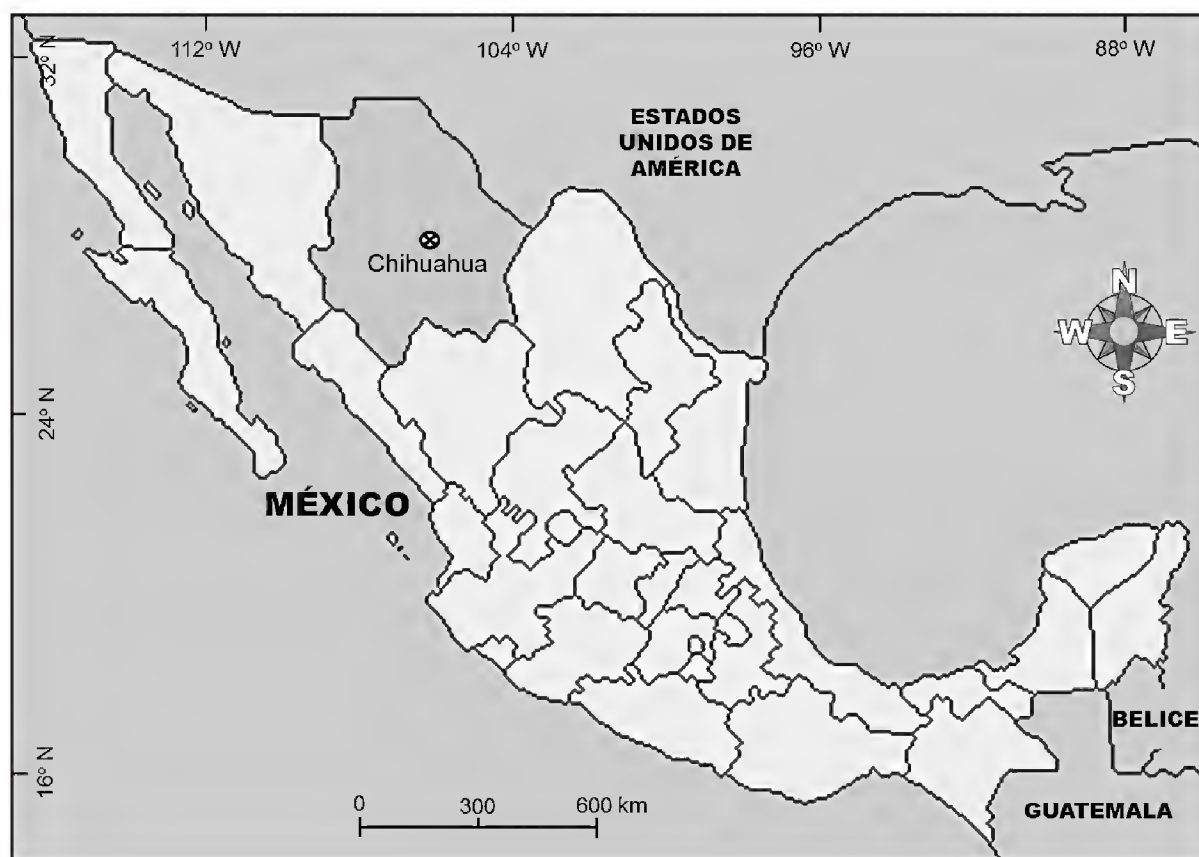 112º W
104º W
96º W
88º W
32º N
ESTADOS
UNIDOS DE
AMÉRICA
Chihuahua
N
W
E
S
24º N
MÉXICO
BELICE
16º N
0
300
600 km
GUATEMALA